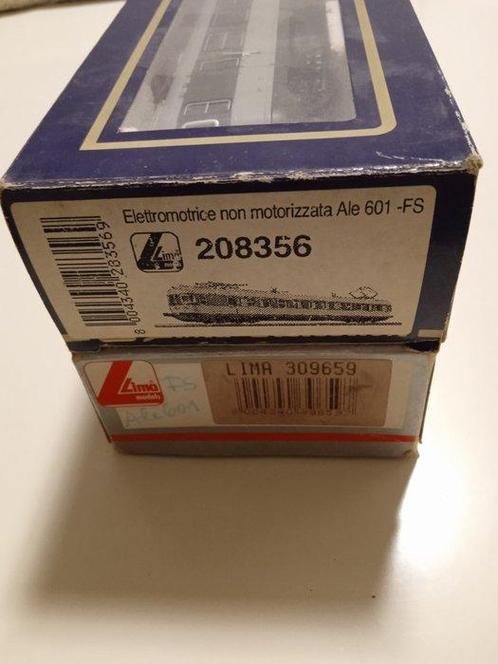 Elettromotrice non motorizzata Ale 601 -FS
Lima
208356
8 004340 283569
LIMA 309659
Lima
models
FS
Ale 601